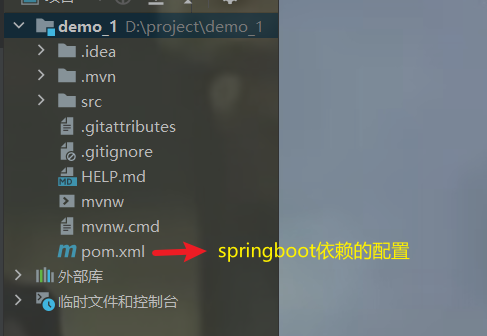 demo_1 D:\project\demo_1
.idea
.mvn
src
.gitattributes
.gitignore
HELP.md
mvnw
mvnw.cmd
pom.xml springboot依赖的配置
外部库
临时文件和控制台